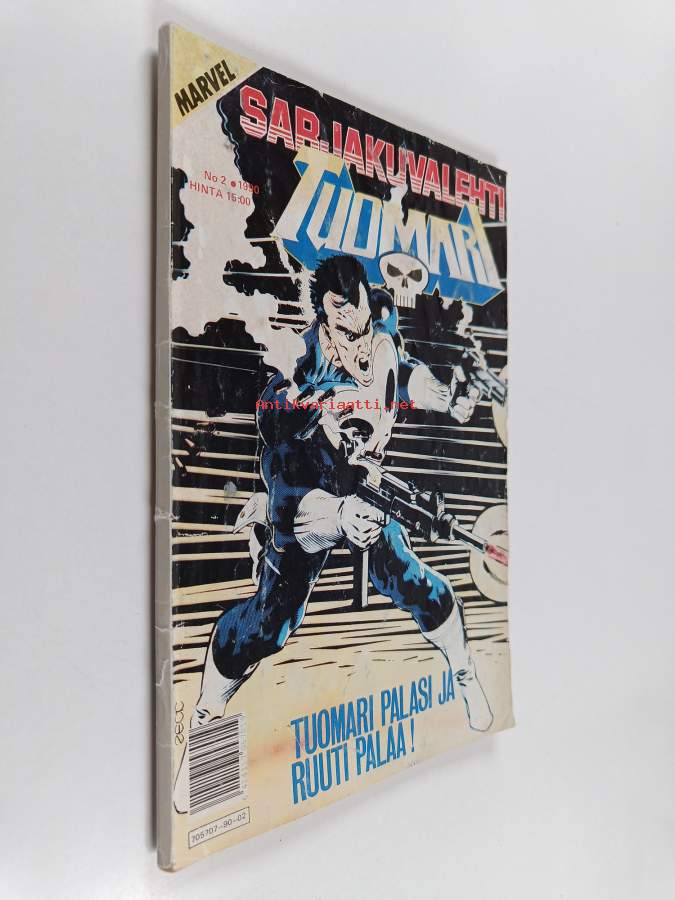 MARVEL
SARJAKUVALEHTI
No 2 ● 1990
HINTA 15:00
TUOMARI
Antikvariaatti.net
TUOMARI PALASI JA
RUUTI PALAA!
705707-90-02